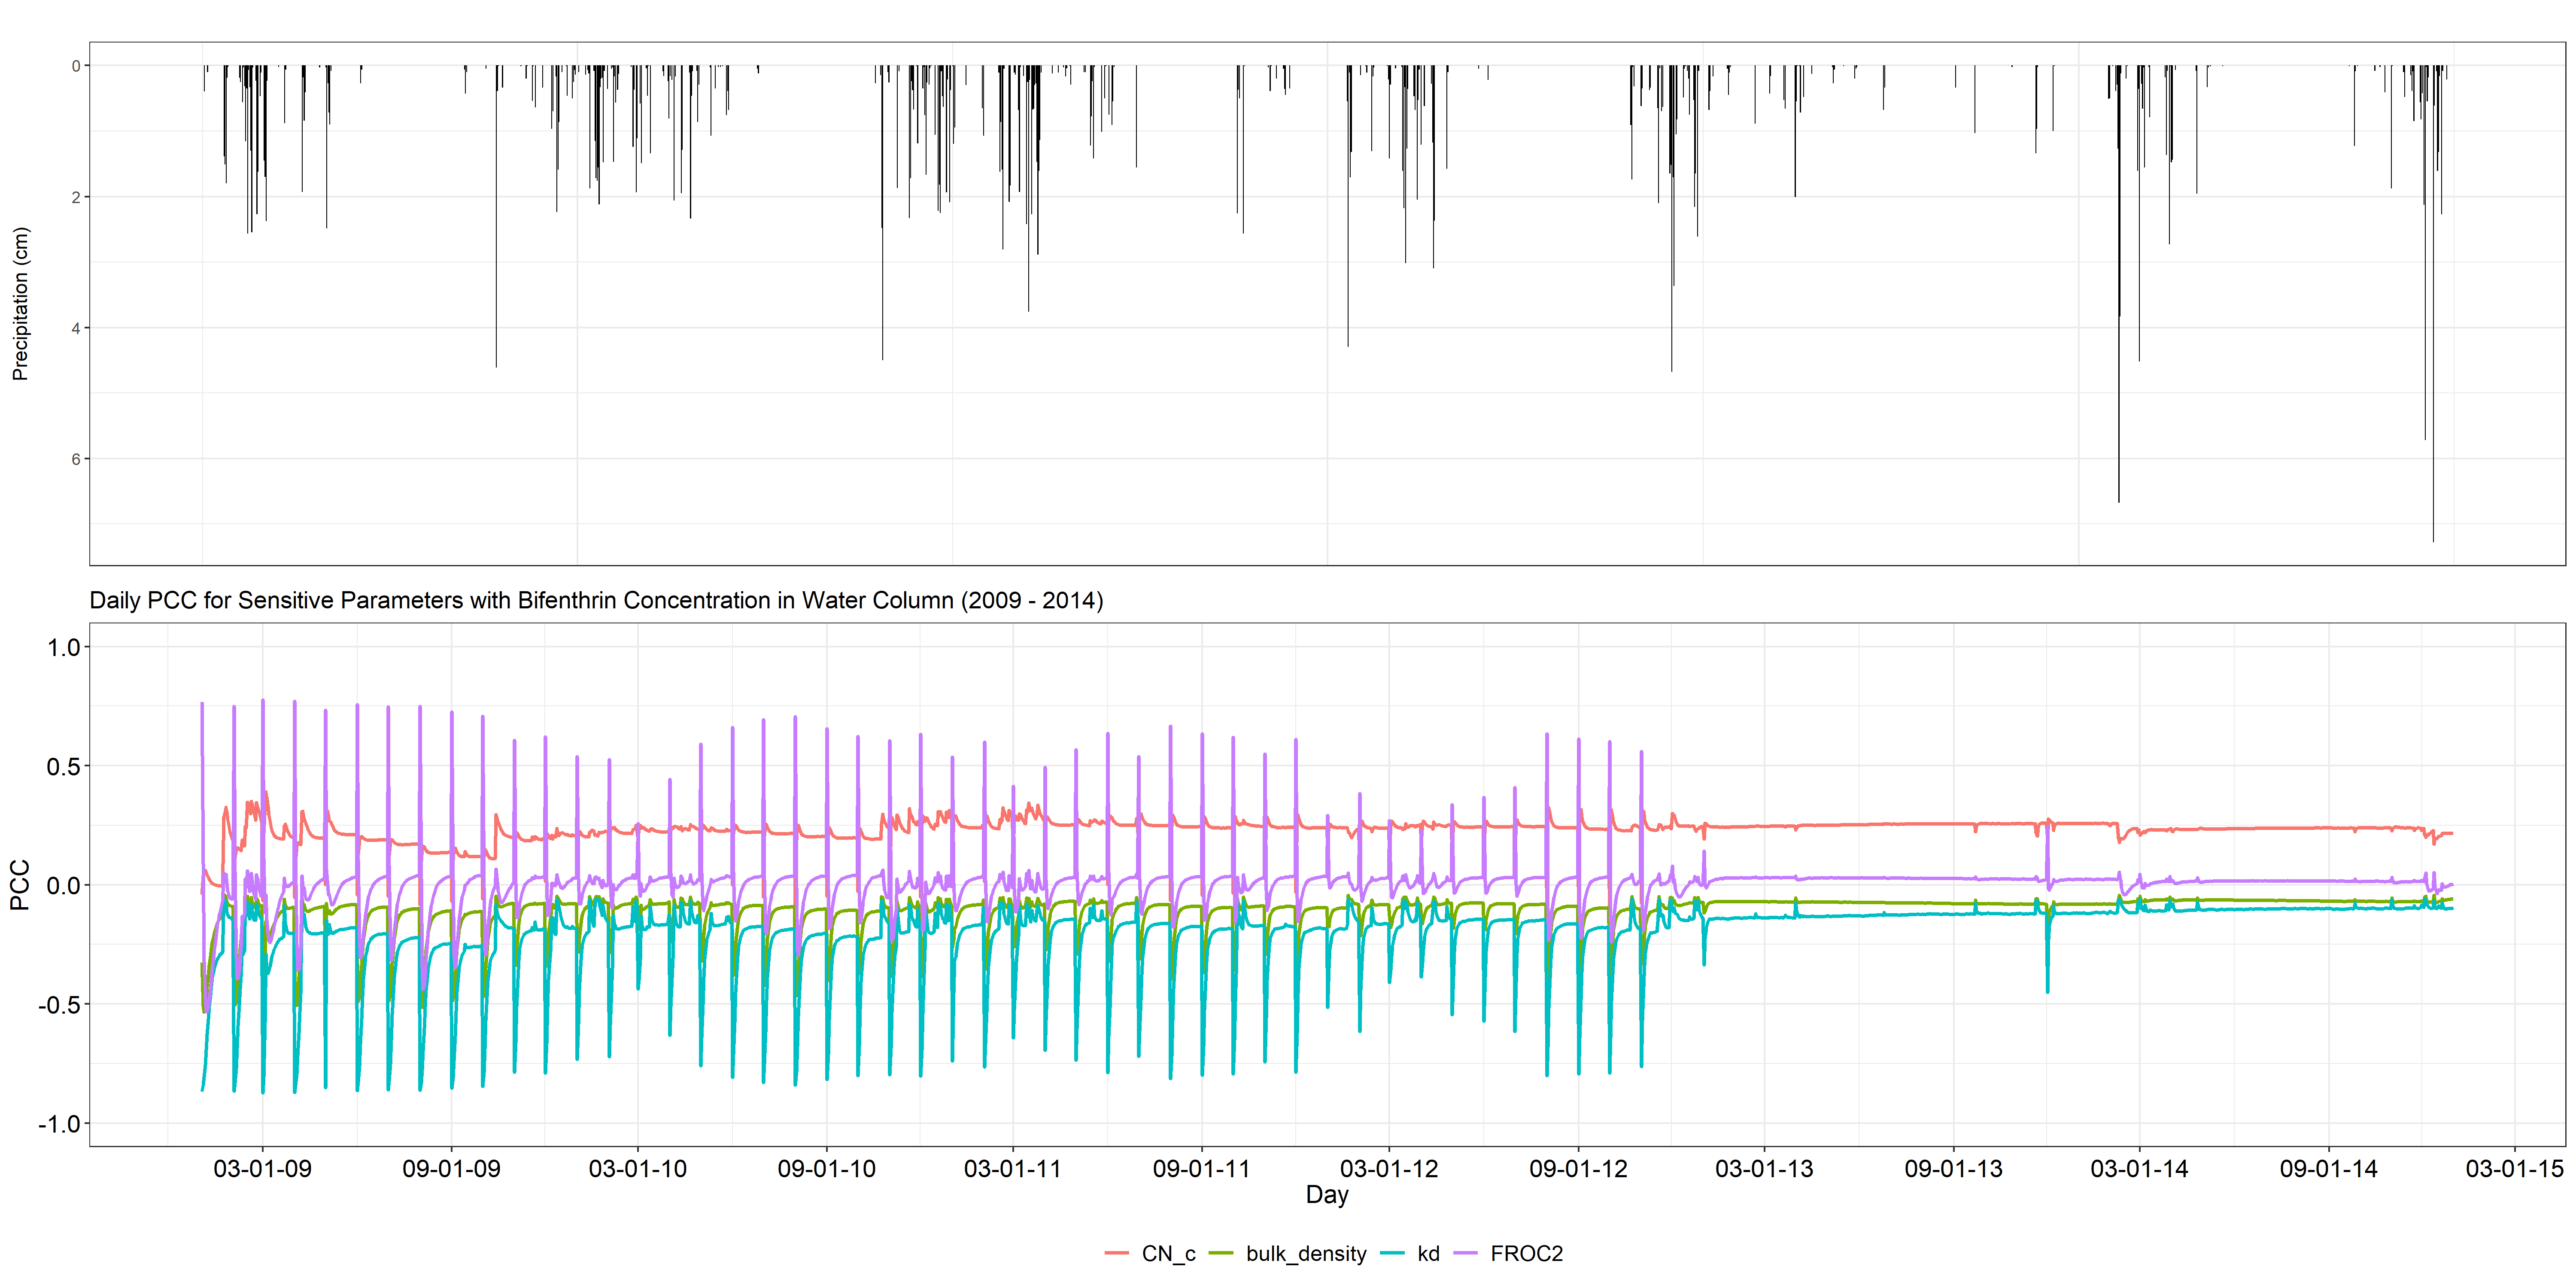 0
2
4
6
Precipitation (cm)
Daily PCC for Sensitive Parameters with Bifenthrin Concentration in Water Column (2009 - 2014)
1.0
0.5
0.0
-0.5
-1.0
PCC
03-01-09 09-01-09 03-01-10 09-01-10 03-01-11 09-01-11 03-01-12 09-01-12 03-01-13 09-01-13 03-01-14 09-01-14 03-01-15
Day
CN_c bulk_density kd FROC2